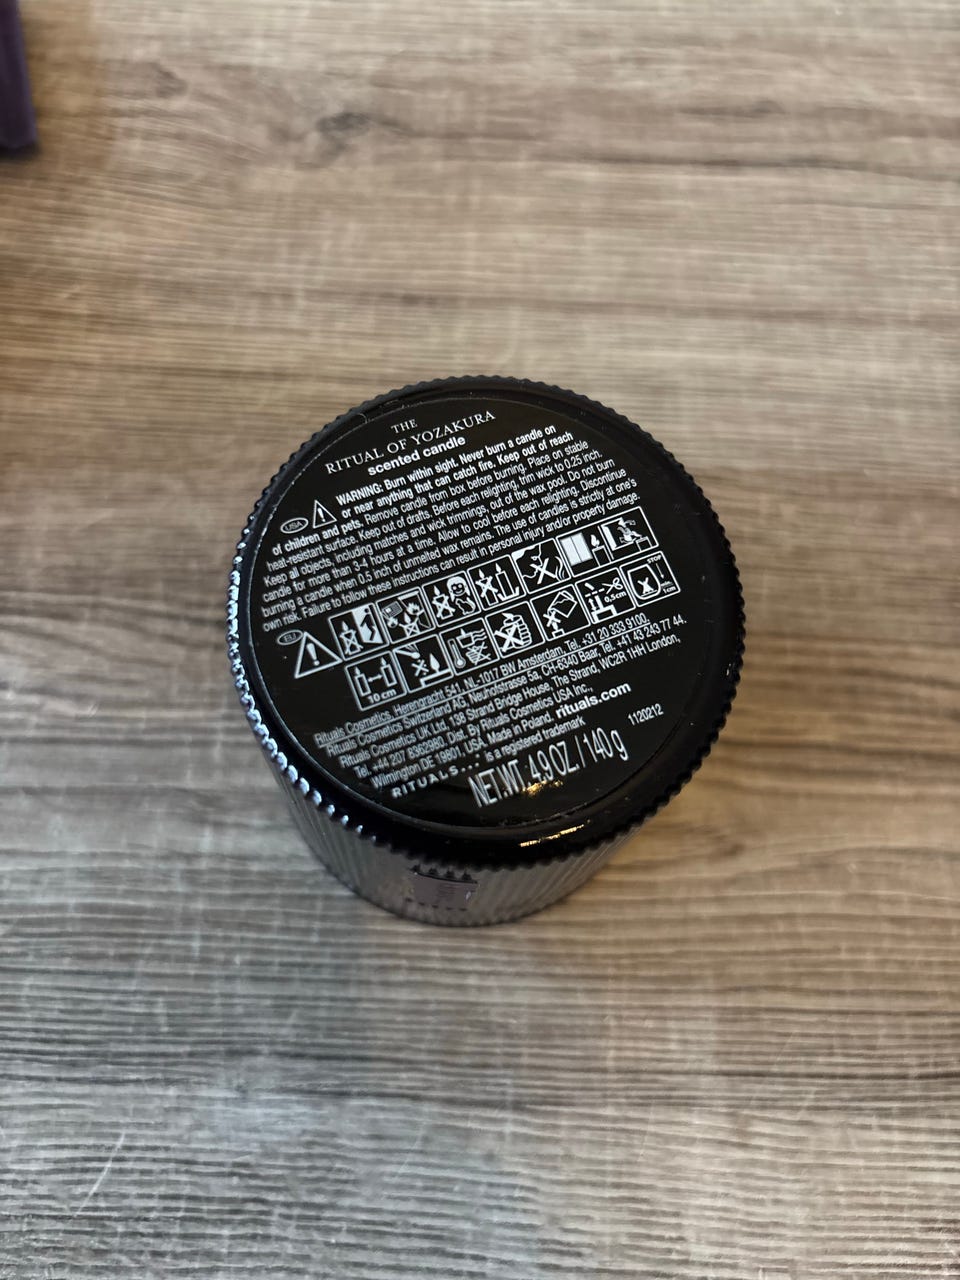 THE
RITUAL OF YOZAKURA
scented candle
USA
WARNING: Burn within sight. Never burn a candle on
or near anything that can catch fire. Keep out of reach
of children and pets. Remove candle from box before burning. Place on stable
heat-resistant surface. Keep out of drafts. Before each relighting, trim wick to 0.25 inch.
Keep all objects, including matches and wick trimmings, out of the wax pool. Do not burn
candle for more than 3-4 hours at a time. Allow to cool before each relighting. Discontinue
burning a candle when 0.5 inch of unmelted wax remains. The use of candles is strictly at one's
own risk. Failure to follow these instructions can result in personal injury and/or property damage.
EU
0,5cm
STOP
1cm
10 cm
Rituals Cosmetics, Herengracht 541, NL-1017 BW Amsterdam, Tel. +31 20 333 9100.
Rituals Cosmetics Switzerland AG, Neuhofstrasse 5a, CH-6340 Baar, Tel. +41 43 243 77 44.
Rituals Cosmetics UK Ltd, 138 Strand Bridge House, The Strand, WC2R 1HH London,
Tel. +44 207 6362960. Dist. By Rituals Cosmetics USA Inc.,
Wilmington DE 19801, USA. Made in Poland. rituals.com
RITUALS... is a registered trademark
1120212
NET.WT. 4.9 OZ / 140 g